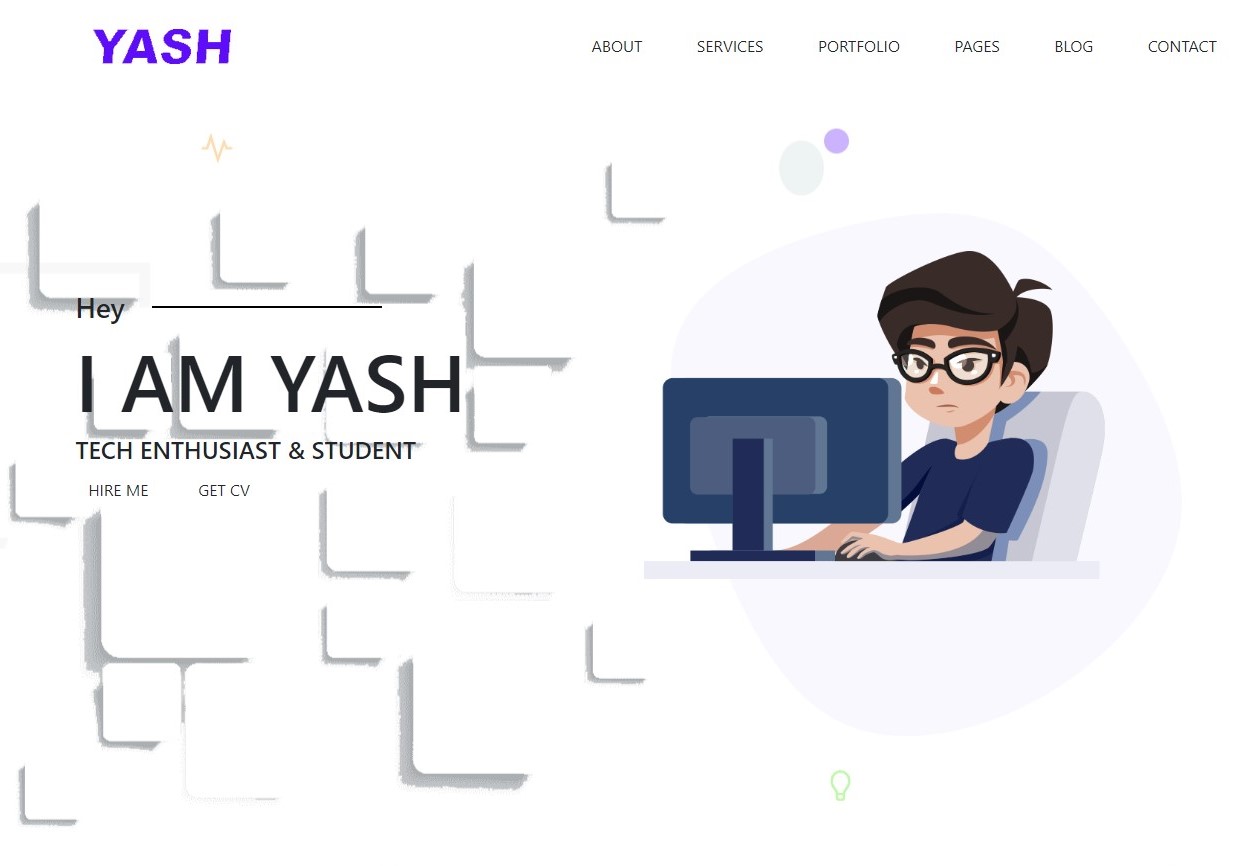 YASH
ABOUT SERVICES PORTFOLIO PAGES BLOG CONTACT
Hey
I AM YASH
TECH ENTHUSIAST & STUDENT
HIRE ME GET CV